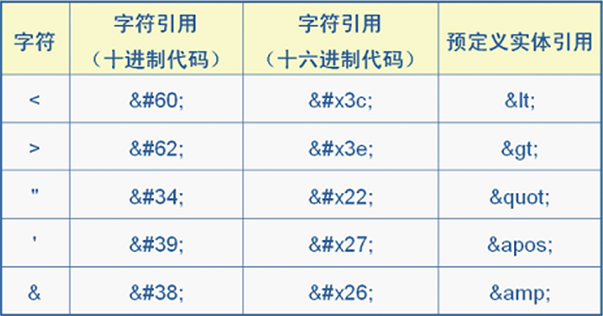 字符 字符引用（十进制代码） 字符引用（十六进制代码） 预定义实体引用
< &#60; &#x3c; &lt;
> &#62; &#x3e; &gt;
" &#34; &#x22; &quot;
' &#39; &#x27; &apos;
& &#38; &#x26; &amp;